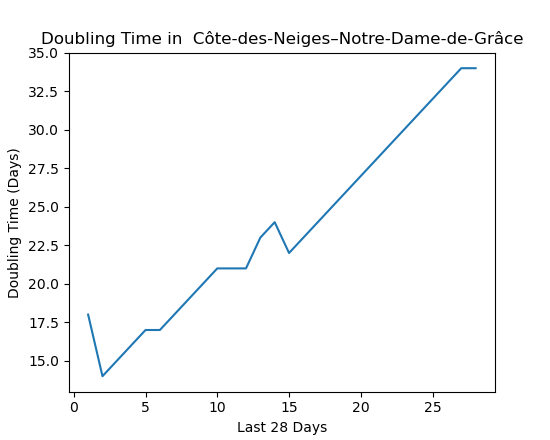 Doubling Time in  Côte-des-Neiges–Notre-Dame-de-Grâce
35.0
32.5
30.0
27.5
25.0
22.5
20.0
17.5
15.0
Doubling Time (Days)
0 5 10 15 20 25
Last 28 Days